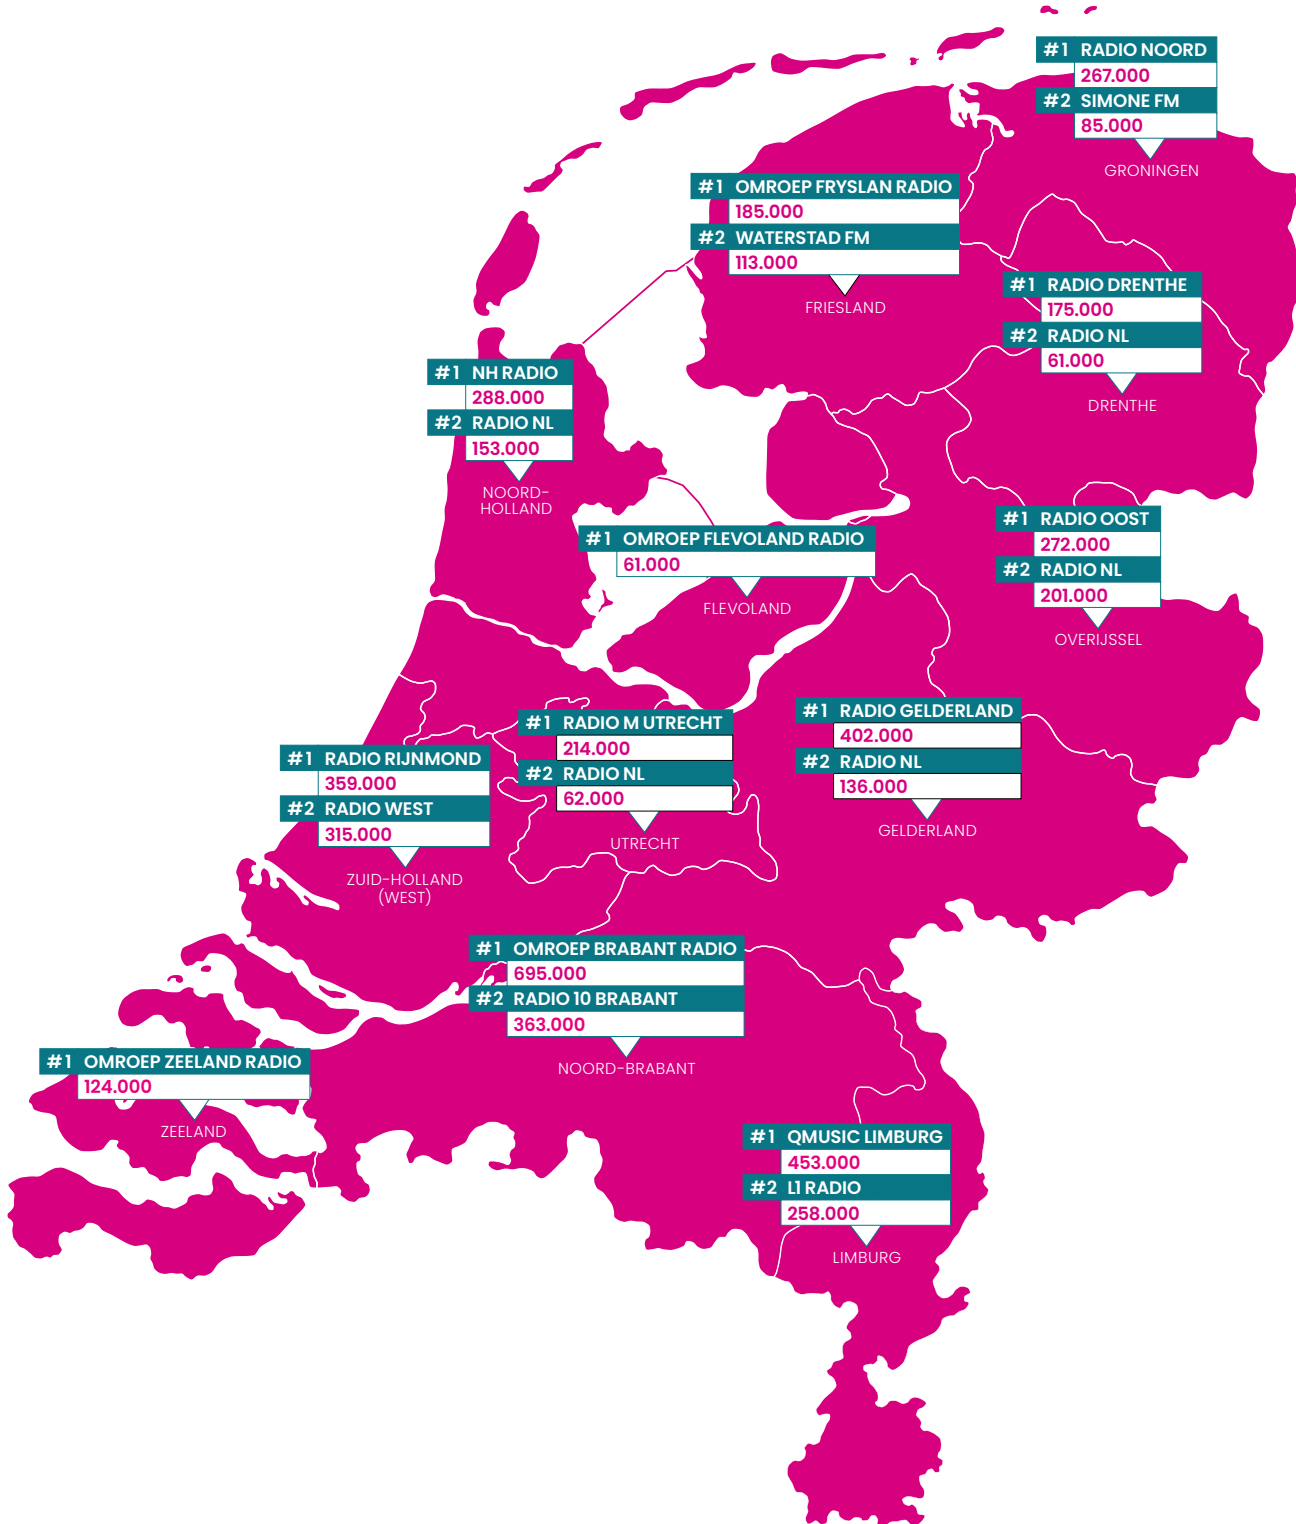 #1 RADIO NOORD
267.000
#2 SIMONE FM
85.000
GRONINGEN
#1 OMROEP FRYSLAN RADIO
185.000
#2 WATERSTAD FM
113.000
FRIESLAND
#1 RADIO DRENTHE
175.000
#2 RADIO NL
61.000
DRENTHE
#1 NH RADIO
288.000
#2 RADIO NL
153.000
NOORD-
HOLLAND
#1 OMROEP FLEVOLAND RADIO
61.000
FLEVOLAND
#1 RADIO OOST
272.000
#2 RADIO NL
201.000
OVERIJSSEL
#1 RADIO RIJNMOND
359.000
#2 RADIO WEST
315.000
ZUID-HOLLAND
(WEST)
#1 RADIO M UTRECHT
214.000
#2 RADIO NL
62.000
UTRECHT
#1 RADIO GELDERLAND
402.000
#2 RADIO NL
136.000
GELDERLAND
#1 OMROEP BRABANT RADIO
695.000
#2 RADIO 10 BRABANT
363.000
NOORD-BRABANT
#1 OMROEP ZEELAND RADIO
124.000
ZEELAND
#1 QMUSIC LIMBURG
453.000
#2 L1 RADIO
258.000
LIMBURG